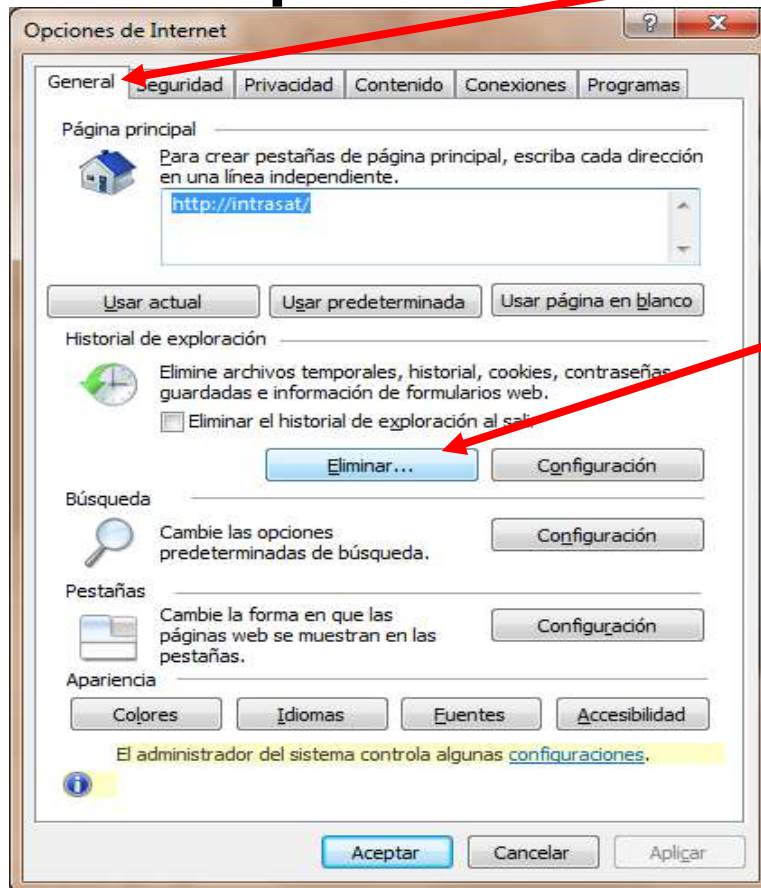 Opciones de Internet
General Seguridad Privacidad Contenido Conexiones Programas
Página principal
Para crear pestañas de página principal, escriba cada dirección
en una línea independiente.
http://intrasat/
Usar actual Usar predeterminada Usar página en blanco
Historial de exploración
Elimine archivos temporales, historial, cookies, contraseñas
guardadas e información de formularios web.
Eliminar el historial de exploración al salir
Eliminar... Configuración
Búsqueda
Cambie las opciones Configuración
predeterminadas de búsqueda.
Pestañas
Cambie la forma en que las
páginas web se muestran en las Configuración
pestañas.
Apariencia
Colores Idiomas Fuentes Accesibilidad
El administrador del sistema controla algunas configuraciones.
Aceptar Cancelar Aplicar